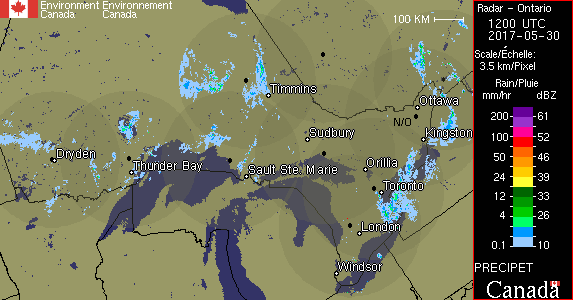 Environment Environnement
Canada Canada
100 KM
Timmins
Ottawa
N/O
Sudbury
Kingston
Dryden
Thunder Bay
Sault Ste. Marie
Orillia
Toronto
London
Windsor
Radar - Ontario
1200 UTC
2017-05-30
Scale/Échelle:
3.5 km/Pixel
Rain/Pluie
mm/hr dBZ
200 61
100 52
50 46
24 39
12 33
4 26
0.1 10
PRECIPET
Canada